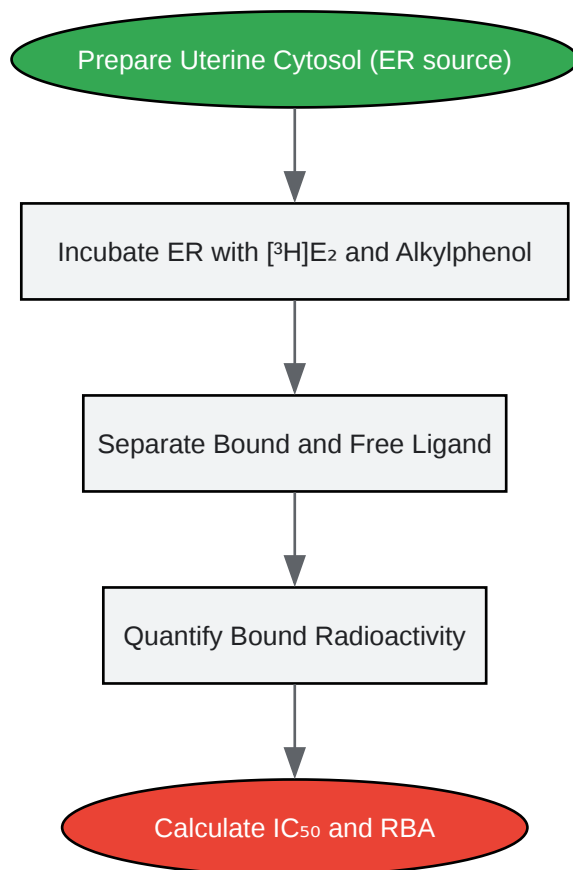 Prepare Uterine Cytosol (ER source)
Incubate ER with [³H]E₂ and Alkylphenol
Separate Bound and Free Ligand
Quantify Bound Radioactivity
Calculate IC₅₀ and RBA